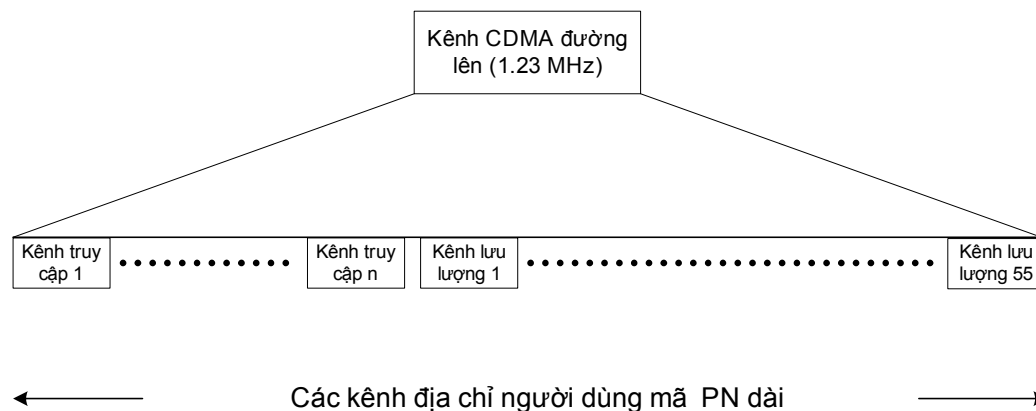 Kênh CDMA đường
lên (1.23 MHz)
Kênh truy
cập 1
Kênh truy
cập n
Kênh lưu
lượng 1
Kênh lưu
lượng 55
Các kênh địa chỉ người dùng mã PN dài